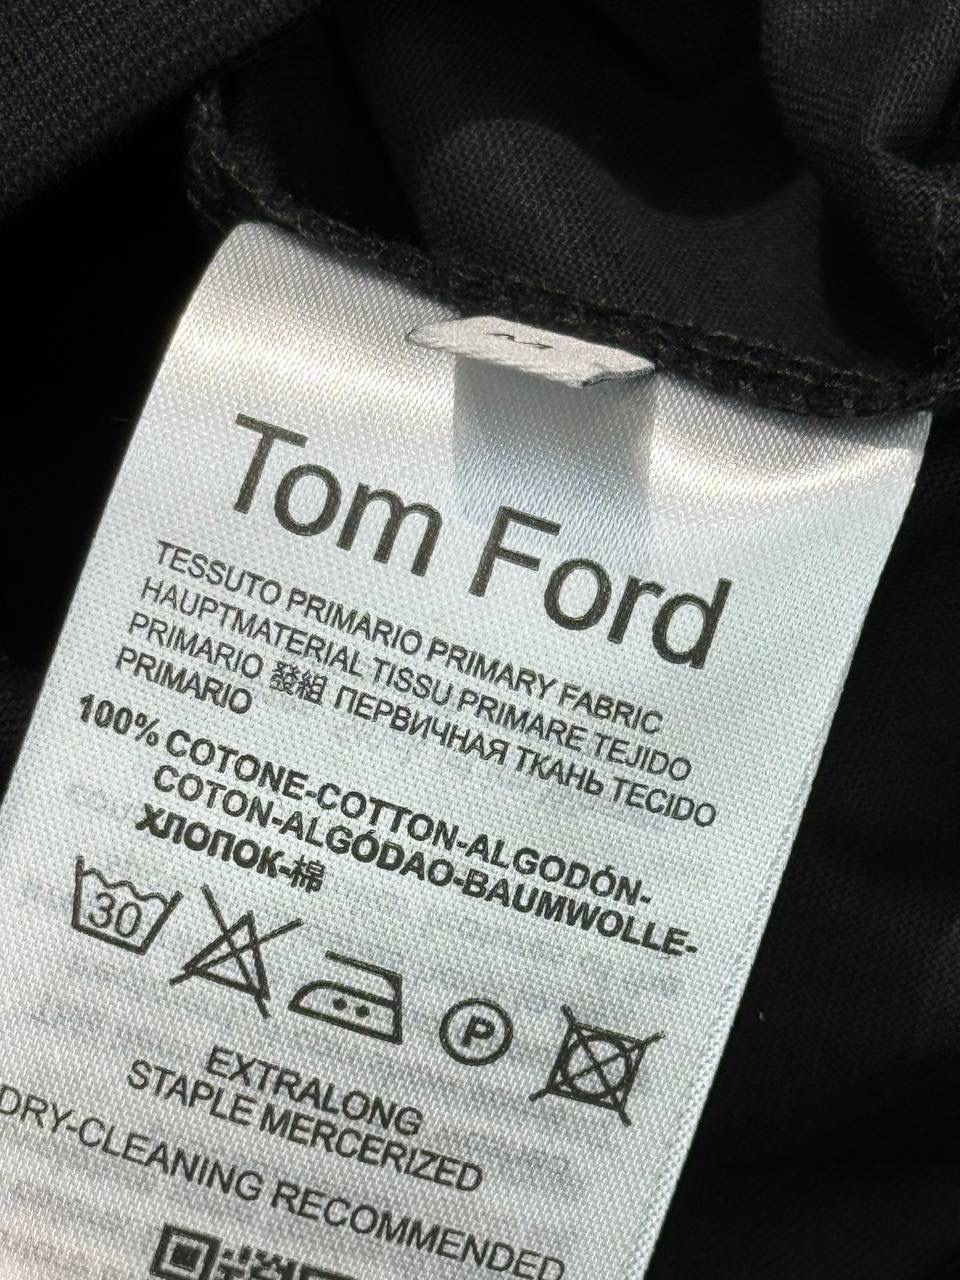 Tom Ford
TESSUTO PRIMARIO PRIMARY FABRIC
HAUPTMATERIAL TISSU PRIMARE TEJIDO
PRIMARIO 發組 ПЕРВИЧНАЯ ТКАНЬ TECIDO
PRIMARIO
100% COTONE-COTTON-ALGODÓN-
COTON-ALGÓDAO-BAUMWOLLE-
ХЛОПОК-棉
30
P
EXTRALONG
STAPLE MERCERIZED
DRY-CLEANING RECOMMENDED